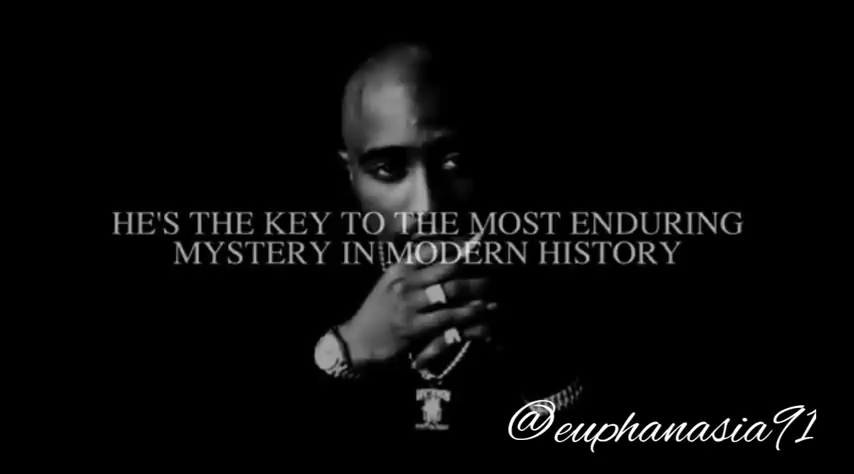 HE'S THE KEY TO THE MOST ENDURING
MYSTERY IN MODERN HISTORY
@euphanasia91